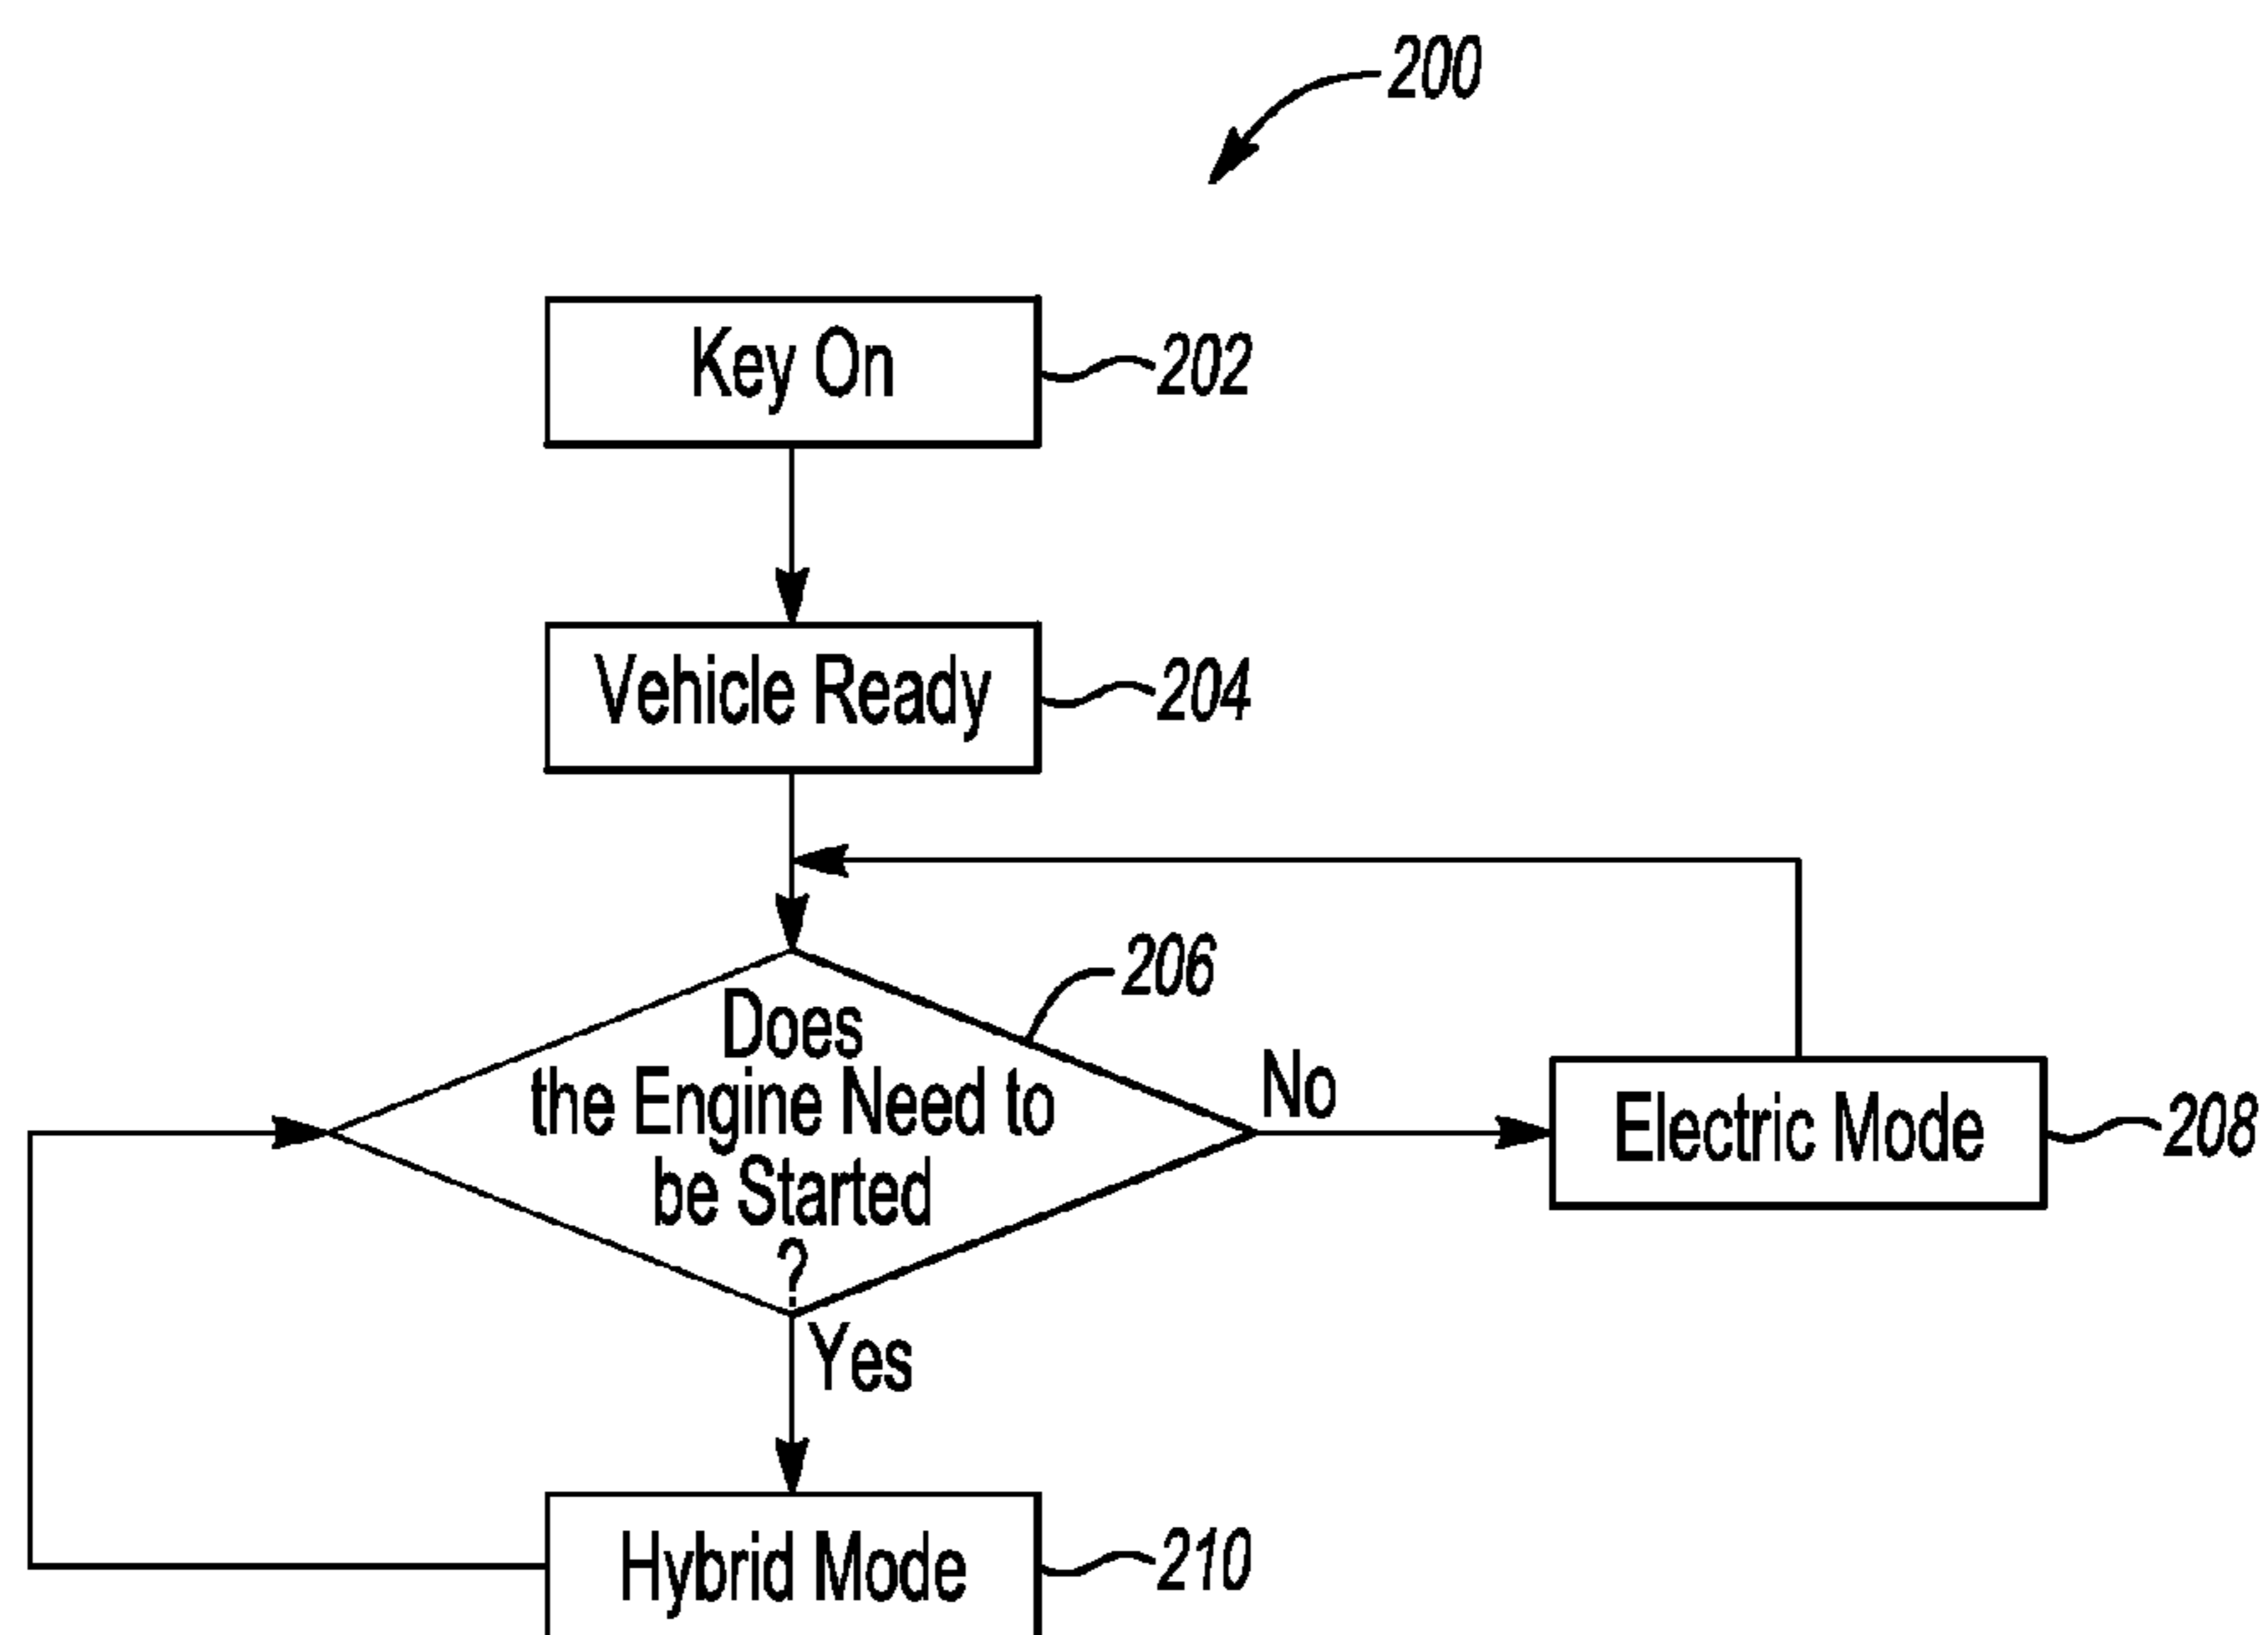 200
Key On
202
Vehicle Ready
204
206
Does
the Engine Need to
be Started
?
No
Electric Mode
208
Yes
Hybrid Mode
210